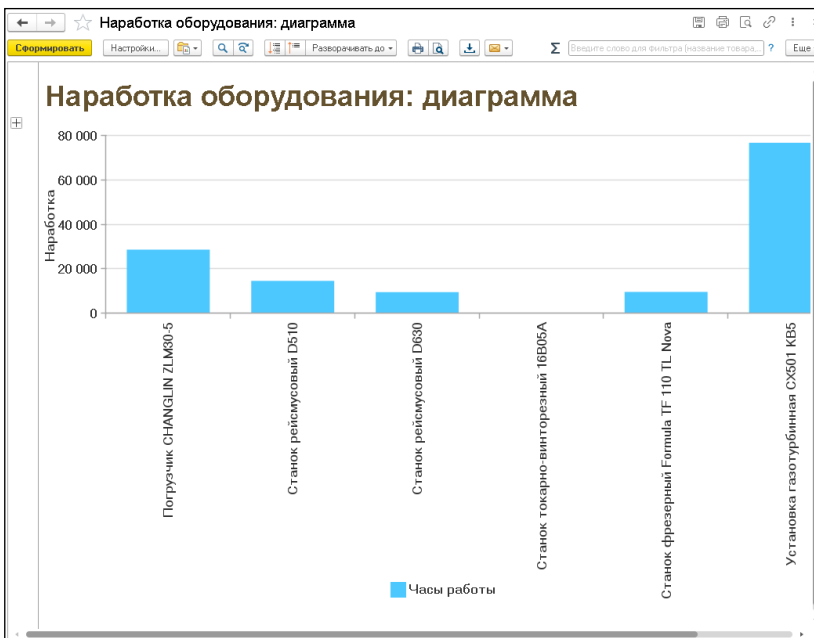 Наработка оборудования: диаграмма
Сформировать
Настройки...
Разворачивать до
Σ
Введите слово для фильтра (название товара...
?
Еще
Наработка оборудования: диаграмма
80 000
60 000
40 000
20 000
0
Наработка
Погрузчик CHANGLIN ZLM30-5
Станок рейсмусовый D510
Станок рейсмусовый D630
Станок токарно-винторезный 16В05А
Станок фрезерный Formula TF 110 TL Nova
Установка газотурбинная CX501 KB5
Часы работы